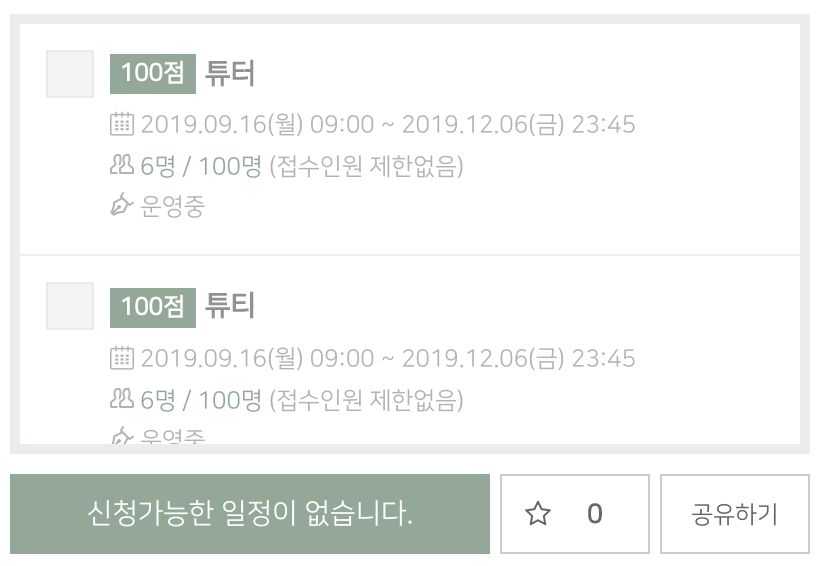 100점 튜터
2019.09.16(월) 09:00 ~ 2019.12.06(금) 23:45
6명 / 100명 (접수인원 제한없음)
운영중
100점 튜티
2019.09.16(월) 09:00 ~ 2019.12.06(금) 23:45
6명 / 100명 (접수인원 제한없음)
운영중
신청가능한 일정이 없습니다.
0
공유하기